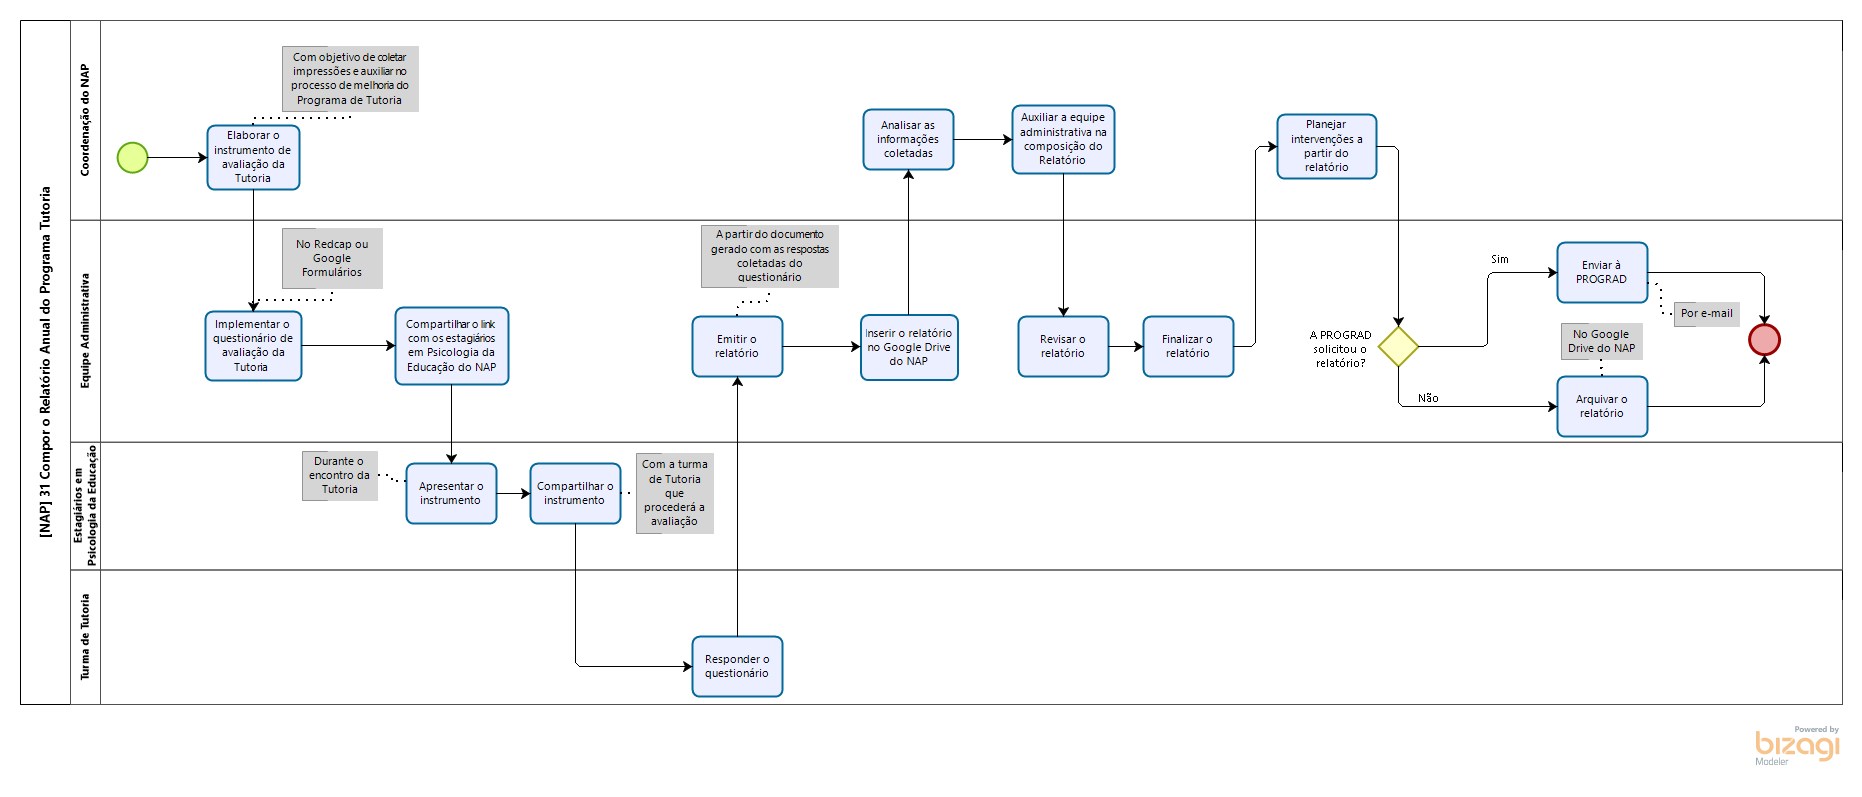 [NAP] 31 Compor o Relatório Anual do Programa Tutoria
Coordenação do NAP
Com objetivo de coletar
impressões e auxiliar no
processo de melhoria do
Programa de Tutoria
Elaborar o
instrumento de
avaliação da
Tutoria
Analisar as
informações
coletadas
Auxiliar a equipe
administrativa na
composição do
Relatório
Planejar
intervenções a
partir do
relatório
Equipe Administrativa
No Redcap ou
Google
Formulários
Implementar o
questionário de
avaliação da
Tutoria
Compartilhar o link
com os estagiários
em Psicologia da
Educação do NAP
A partir do documento
gerado com as respostas
coletadas do
questionário
Emitir o
relatório
Inserir o relatório
no Google Drive
do NAP
Revisar o
relatório
Finalizar o
relatório
A PROGRAD
solicitou o
relatório?
Sim
Enviar à
PROGRAD
Por e-mail
Não
No Google
Drive do NAP
Arquivar o
relatório
Estagiários em
Psicologia da Educação
Durante o
encontro da
Tutoria
Apresentar o
instrumento
Compartilhar o
instrumento
Com a turma
de Tutoria
que
procederá a
avaliação
Turma de Tutoria
Responder o
questionário
Powered by
bizagi
Modeler